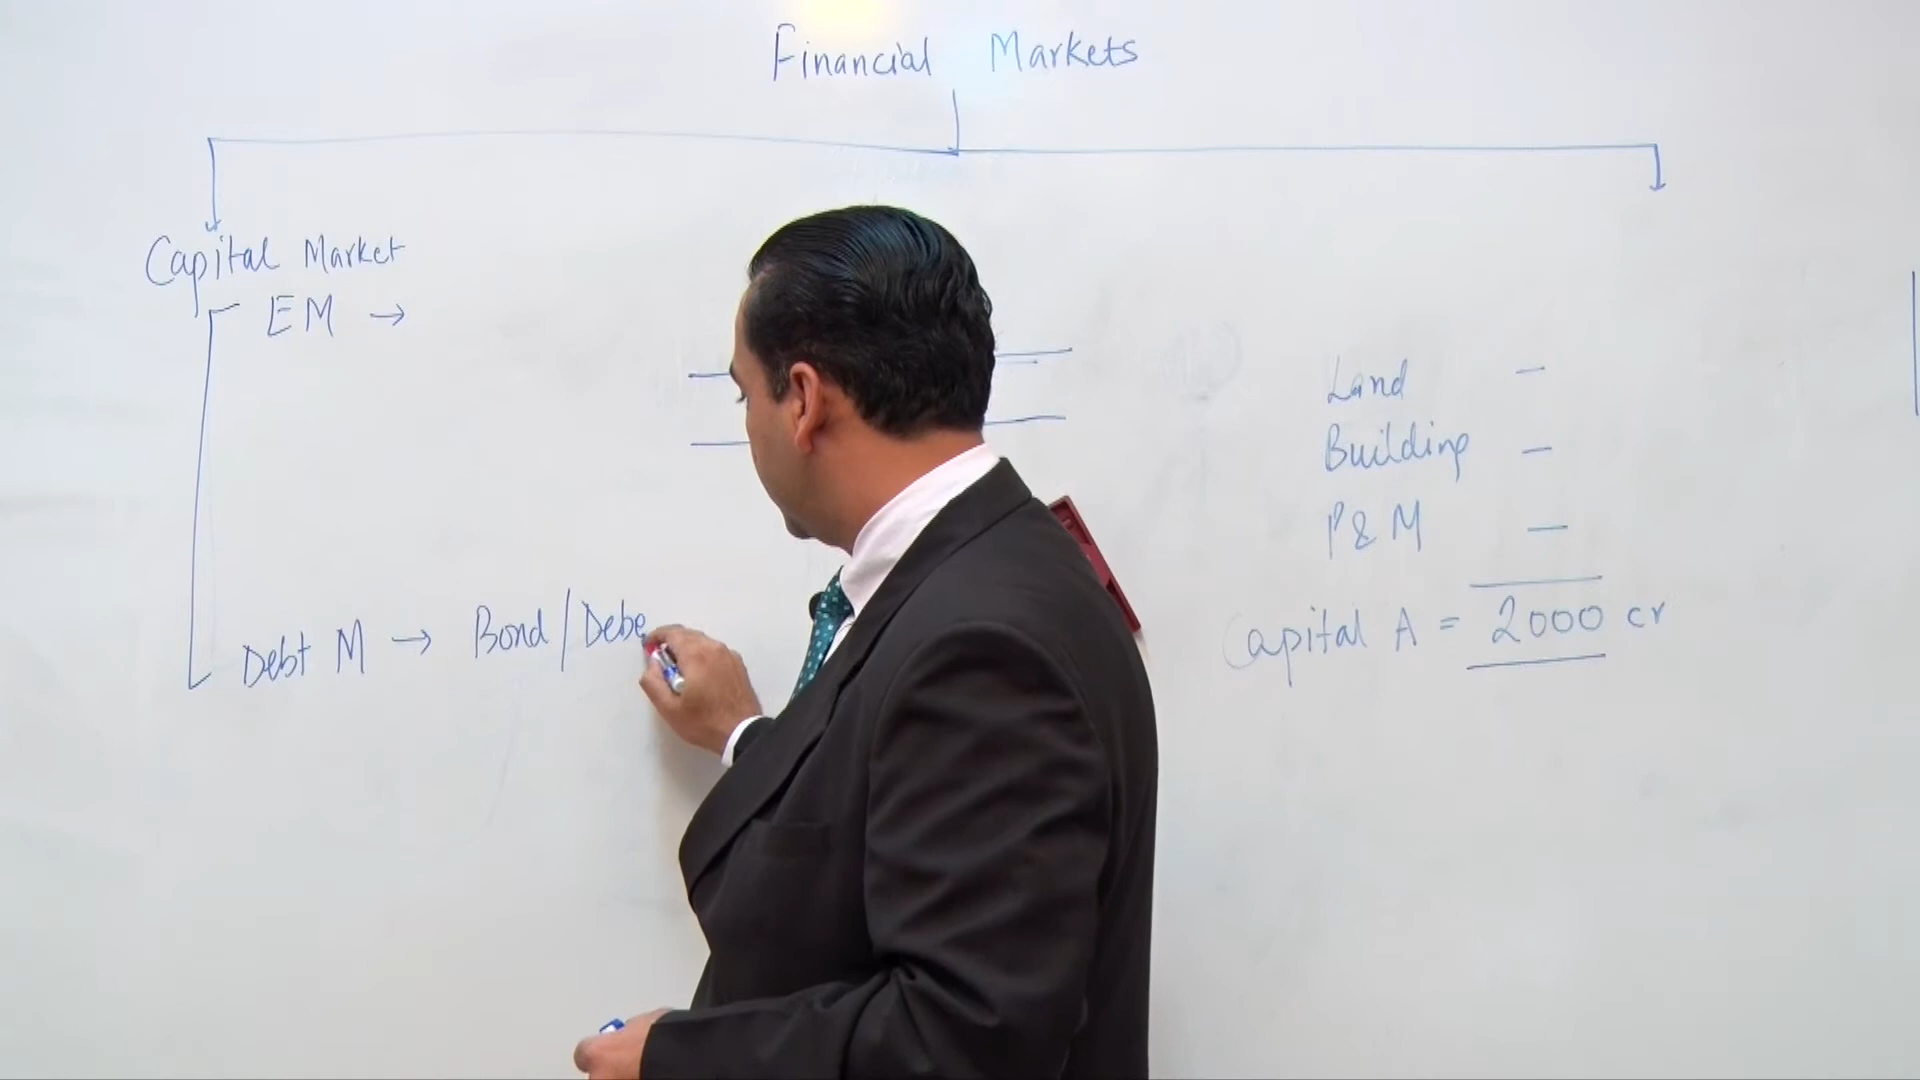 Financial Markets
Capital Market
EM →
Land —
Building —
P & M —
Debt M → Bond / Debe
Capital A = 2000 cr